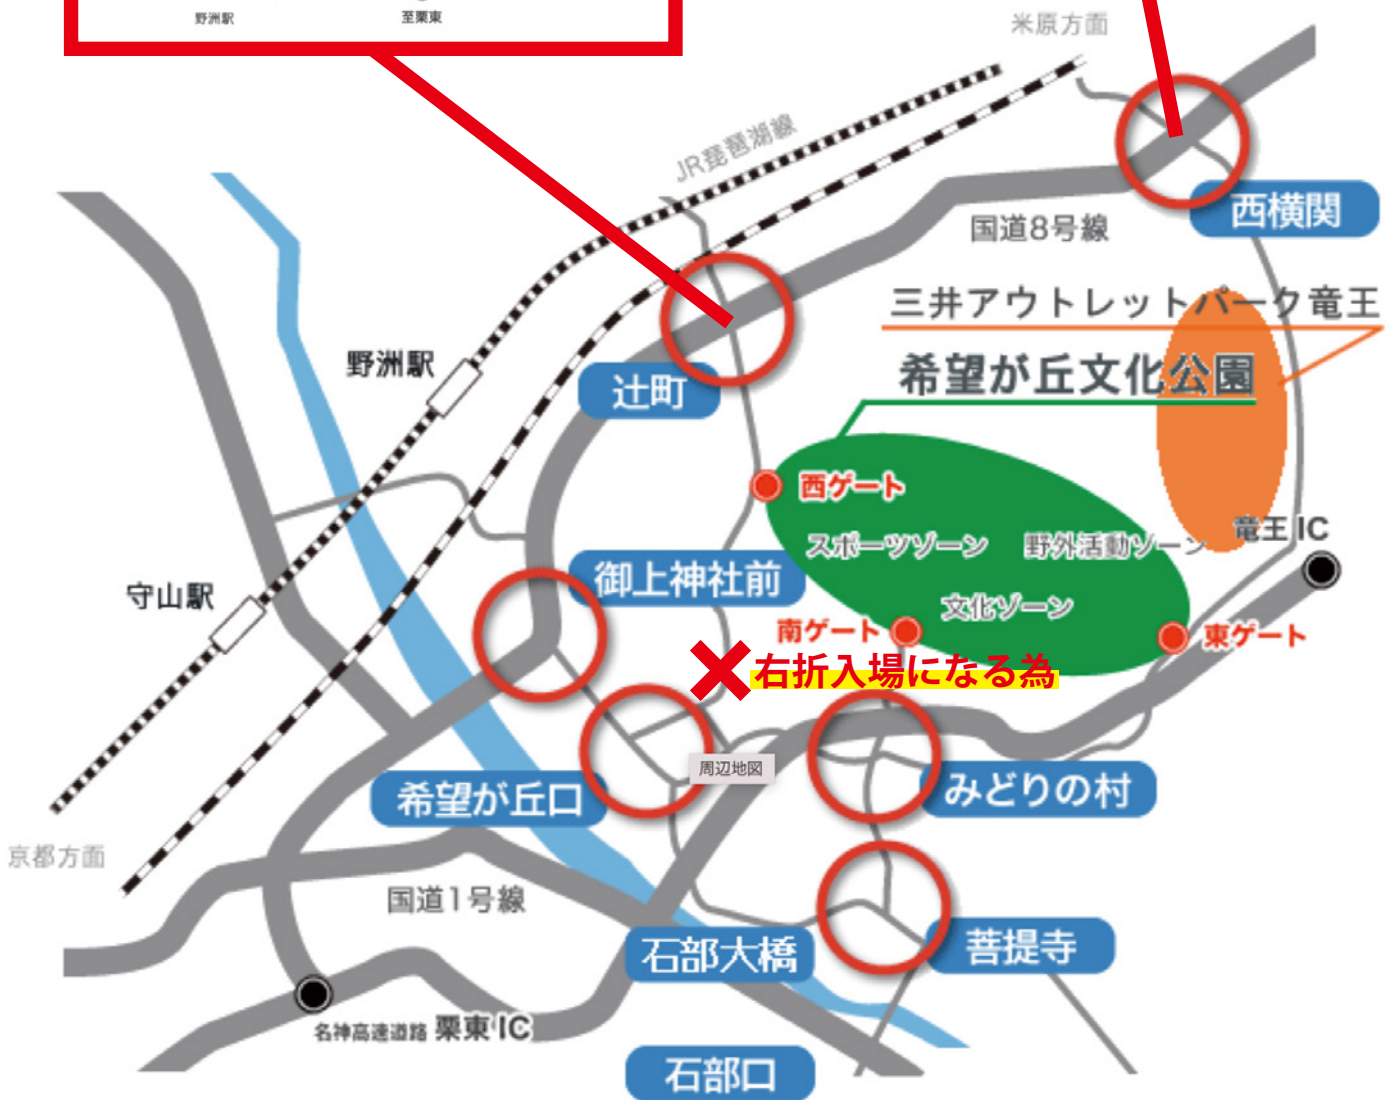 野洲駅
至栗東
米原方面
JR琵琶湖線
西横関
国道8号線
三井アウトレットパーク竜王
希望が丘文化公園
野洲駅
辻町
西ゲート
竜王 IC
スポーツゾーン
野外活動ゾーン
御上神社前
守山駅
文化ゾーン
南ゲート
東ゲート
右折入場になる為
周辺地図
希望が丘口
みどりの村
京都方面
国道1号線
石部大橋
菩提寺
名神高速道路 栗東 IC
石部口